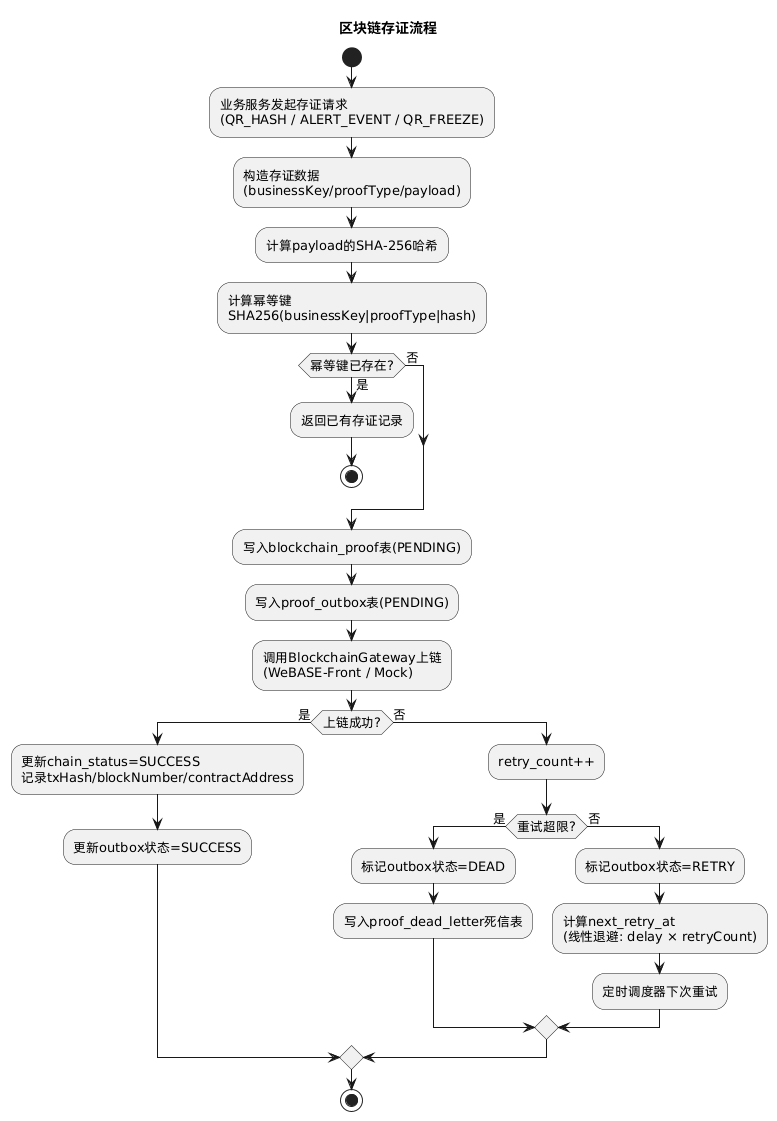 区块链存证流程
业务服务发起存证请求
(QR_HASH / ALERT_EVENT / QR_FREEZE)
构造存证数据
(businessKey/proofType/payload)
计算payload的SHA-256哈希
计算幂等键
SHA256(businessKey|proofType|hash)
幂等键已存在?
否
是
返回已有存证记录
写入blockchain_proof表(PENDING)
写入proof_outbox表(PENDING)
调用BlockchainGateway上链
(WeBASE-Front / Mock)
是
上链成功?
否
更新chain_status=SUCCESS
记录txHash/blockNumber/contractAddress
更新outbox状态=SUCCESS
retry_count++
是
重试超限?
否
标记outbox状态=DEAD
写入proof_dead_letter死信表
标记outbox状态=RETRY
计算next_retry_at
(线性退避: delay × retryCount)
定时调度器下次重试